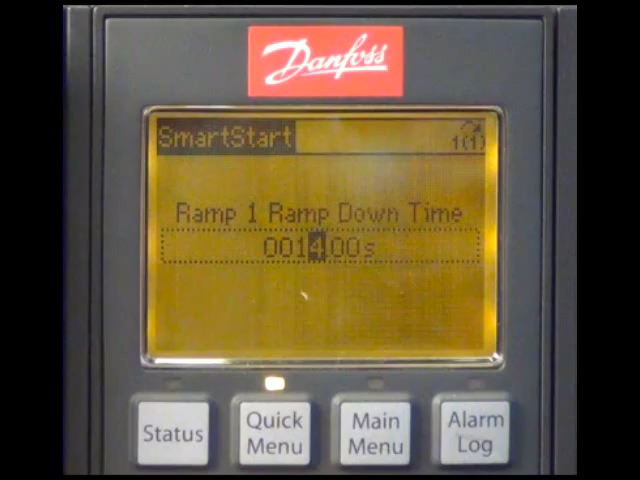 Danfoss
SmartStart
1(1)
Ramp 1 Ramp Down Time
0014.00s
Status
Quick Menu
Main Menu
Alarm Log